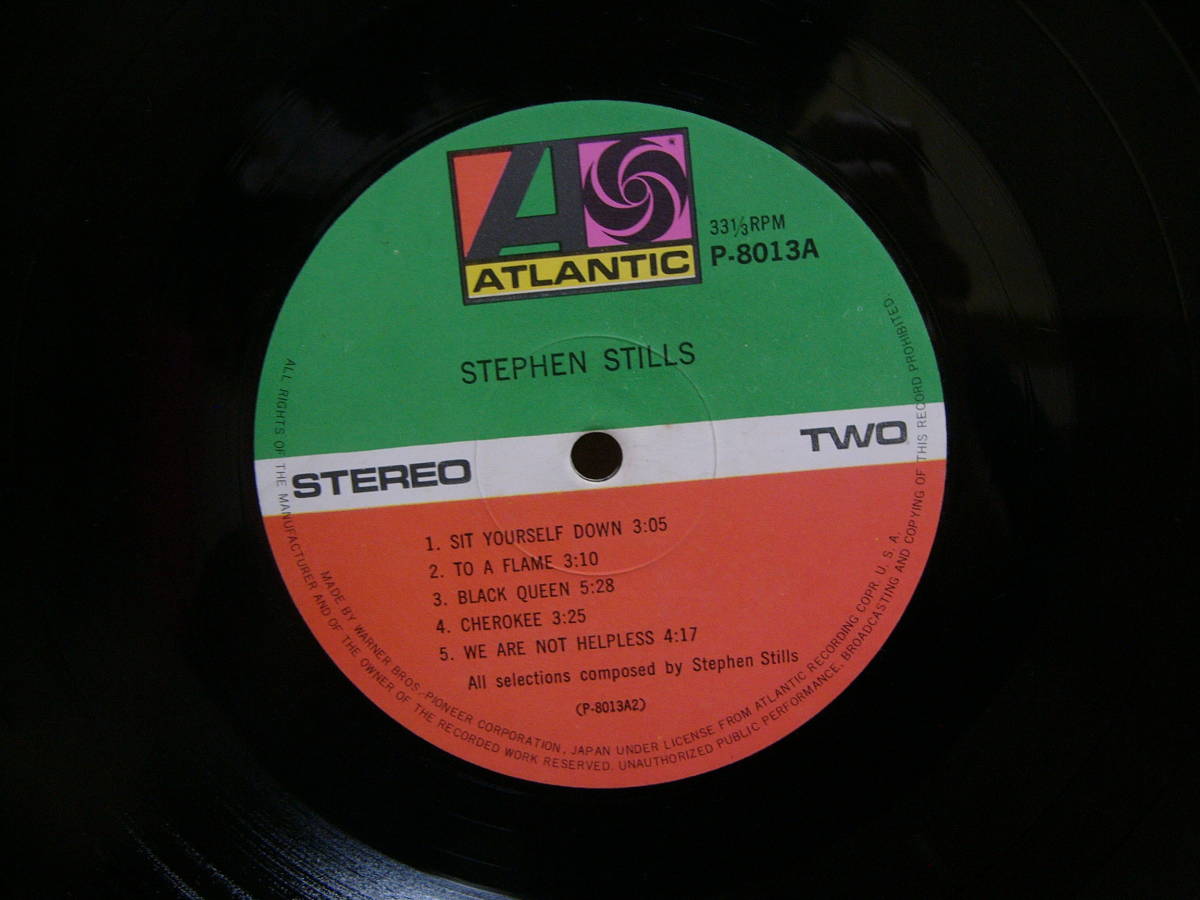 A
ATLANTIC
33⅓ RPM
P-8013A
STEPHEN STILLS
STEREO
TWO
1. SIT YOURSELF DOWN 3:05
2. TO A FLAME 3:10
3. BLACK QUEEN 5:28
4. CHEROKEE 3:25
5. WE ARE NOT HELPLESS 4:17
All selections composed by Stephen Stills
(P-8013A2)
MADE BY WARNER BROS.-PIONEER CORPORATION, JAPAN UNDER LICENSE FROM ATLANTIC RECORDING COPR. U. S. A.
ALL RIGHTS OF THE MANUFACTURER AND OF THE OWNER OF THE RECORDED WORK RESERVED. UNAUTHORIZED PUBLIC PERFORMANCE, BROADCASTING AND COPYING OF THIS RECORD PROHIBITED.